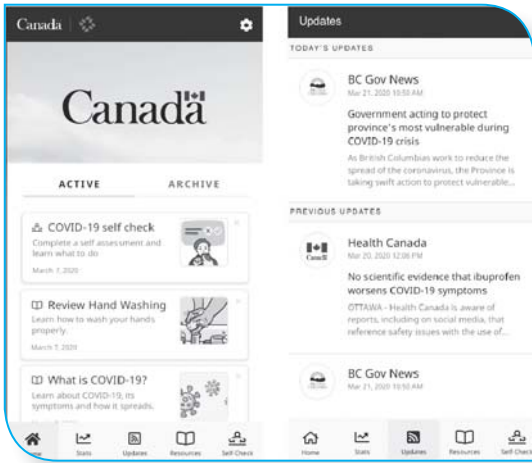 Canada
Canada
ACTIVE ARCHIVE
COVID-19 self check
Complete a self assessment and
learn what to do
March 7, 2020
Review Hand Washing
Learn how to wash your hands
properly.
March 7, 2020
What is COVID-19?
Learn about COVID-19, its
symptoms and how it spreads.
Home Stats Updates Resources Self-Check
Updates
TODAY'S UPDATES
BC Gov News
Mar 21, 2020 10:50 AM
Government acting to protect
province's most vulnerable during
COVID-19 crisis
As British Columbias work to reduce the
spread of the coronavirus, the Province is
taking swift action to protect vulnerable...
PREVIOUS UPDATES
Health Canada
Mar 20, 2020 12:06 PM
Canada
No scientific evidence that ibuprofen
worsens COVID-19 symptoms
OTTAWA - Health Canada is aware of
reports, including on social media, that
reference safety issues with the use of...
BC Gov News
Mar 21, 2020 10:50 AM
Home Stats Updates Resources Self-Check